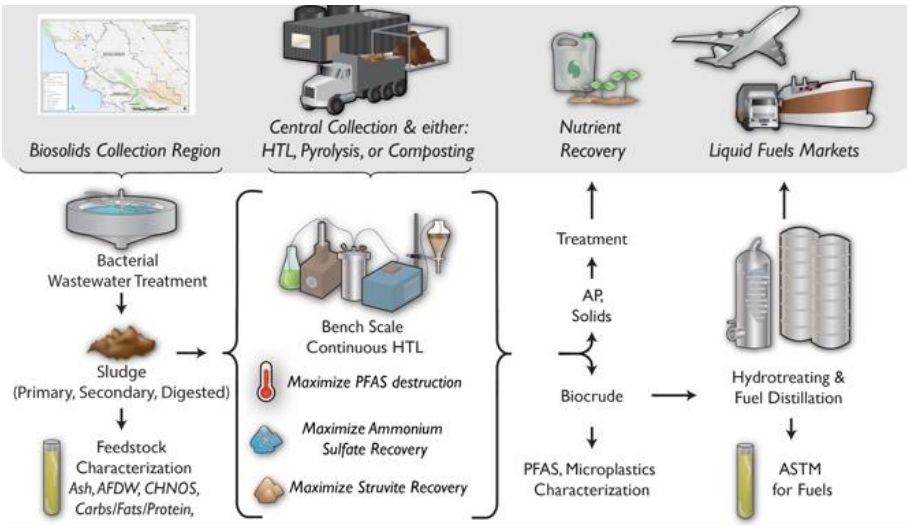 Biosolids Collection Region
Central Collection & either:
HTL, Pyrolysis, or Composting
Nutrient
Recovery
Liquid Fuels Markets
Bacterial
Wastewater Treatment
Sludge
(Primary, Secondary, Digested)
Feedstock
Characterization
Ash, AFDW, CHNOS,
Carbs/Fats/Protein,
Bench Scale
Continuous HTL
Maximize PFAS destruction
Maximize Ammonium
Sulfate Recovery
Maximize Struvite Recovery
Treatment
AP,
Solids
Biocrude
PFAS, Microplastics
Characterization
Hydrotreating &
Fuel Distillation
ASTM
for Fuels